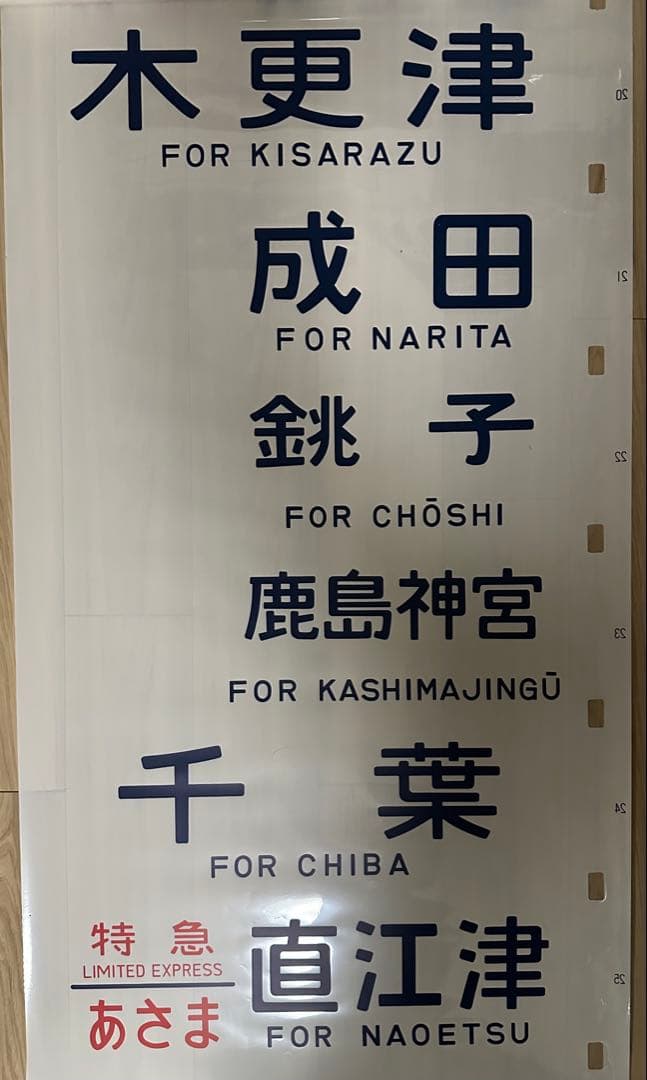 木更津
FOR KISARAZU
20
成田
FOR NARITA
21
銚子
FOR CHŌSHI
22
鹿島神宮
FOR KASHIMAJINGŪ
23
千葉
FOR CHIBA
24
特急
LIMITED EXPRESS
あさま
直江津
FOR NAOETSU
25